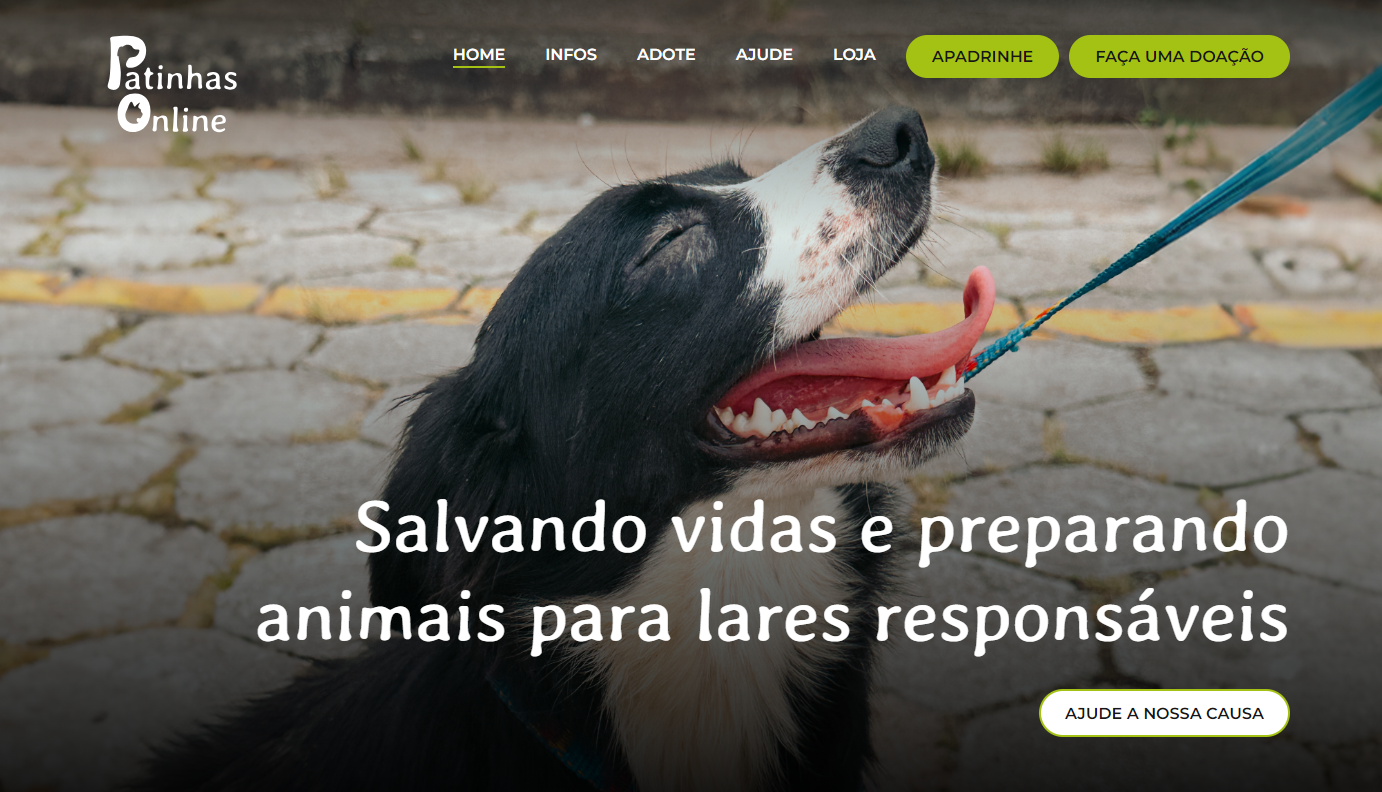 Patinhas
Online
HOME INFOS ADOTE AJUDE LOJA APADRINHE FAÇA UMA DOAÇÃO
Salvando vidas e preparando
animais para lares responsáveis
AJUDE A NOSSA CAUSA